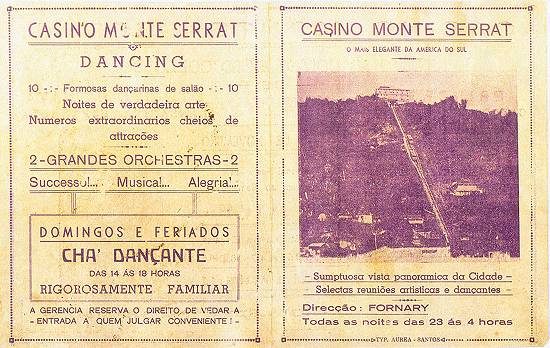 CASINO MONTE SERRAT
DANCING
10 -:- Formosas dançarinas de salão -:- 10
Noites de verdadeira arte
Numeros extraordinarios cheios de
attracções
2-GRANDES ORCHESTRAS-2
Successo!... Musica!... Alegria!...
DOMINGOS E FERIADOS
CHA' DANÇANTE
DAS 14 ÁS 18 HORAS
RIGOROSAMENTE FAMILIAR
A GERENCIA RESERVA O DIREITO DE VEDAR A
- ENTRADA A QUEM JULGAR CONVENIENTE ! -
CASINO MONTE SERRAT
O MAIS ELEGANTE DA AMERICA DO SUL
- Sumptuosa vista panoramica da Cidade -
- Selectas reuniões artisticas e dançantes -
Direcção : FORNARY
Todas as noites das 23 ás 4 horas
TYP. AUREA - SANTOS